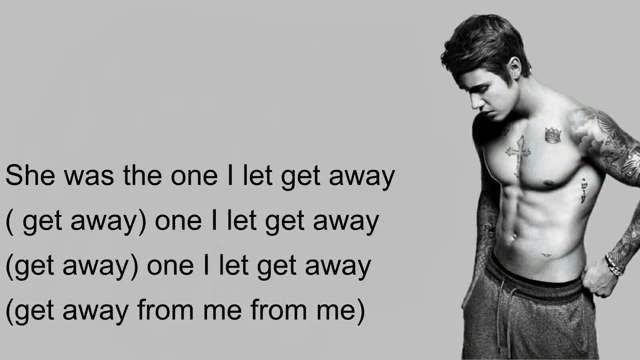 She was the one I let get away
( get away) one I let get away
(get away) one I let get away
(get away from me from me)